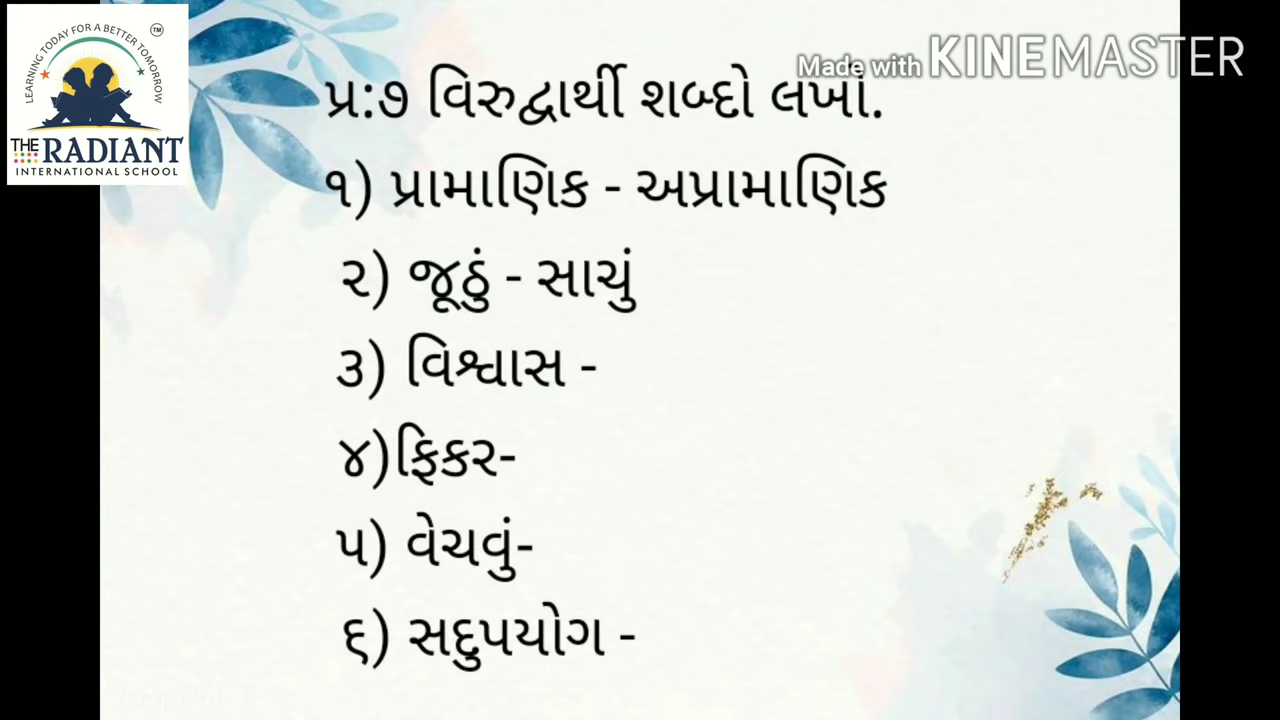 LEARNING TODAY FOR A BETTER TOMORROW
TM
THE RADIANT
INTERNATIONAL SCHOOL
Made with KINEMASTER
પ્ર:૭ વિરુદ્વાર્થી શબ્દો લખો.
૧) પ્રામાણિક - અપ્રામાણિક
૨) જૂઠું - સાચું
૩) વિશ્વાસ -
૪)ફિકર-
૫) વેચવું-
૬) સદુપયોગ -